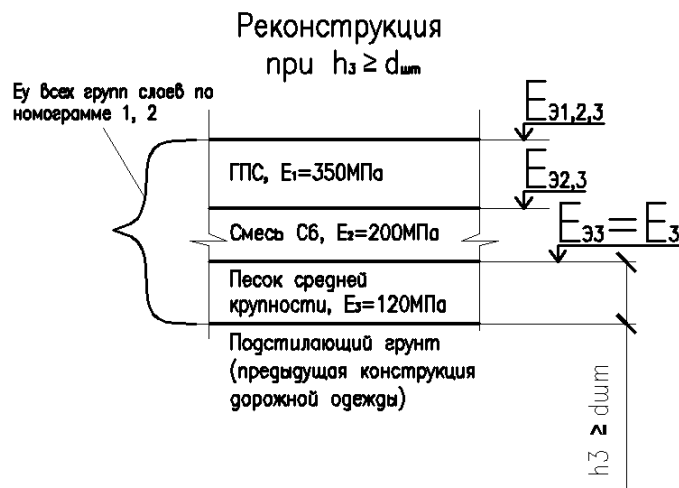 Реконструкция
при h₃ ≥ dшт
Eу всех групп слоев по
номограмме 1, 2
Eэ1,2,3
ГПС, E₁=350МПа
Eэ2,3
Смесь С6, E₂=200МПа
Eэ3=E₃
Песок средней
крупности, E₃=120МПа
Подстилающий грунт
(предыдущая конструкция
дорожной одежды)
h3 ≥ dшт